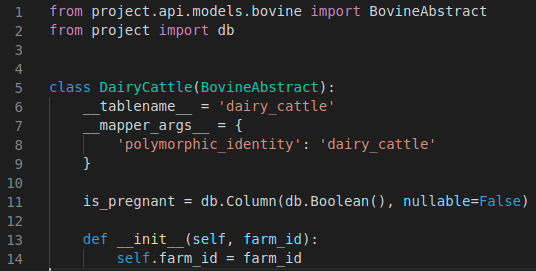 1 from project.api.models.bovine import BovineAbstract
2 from project import db
3
4
5 class DairyCattle(BovineAbstract):
6     __tablename__ = 'dairy_cattle'
7     __mapper_args__ = {
8         'polymorphic_identity': 'dairy_cattle'
9     }
10
11     is_pregnant = db.Column(db.Boolean(), nullable=False)
12
13     def __init__(self, farm_id):
14         self.farm_id = farm_id